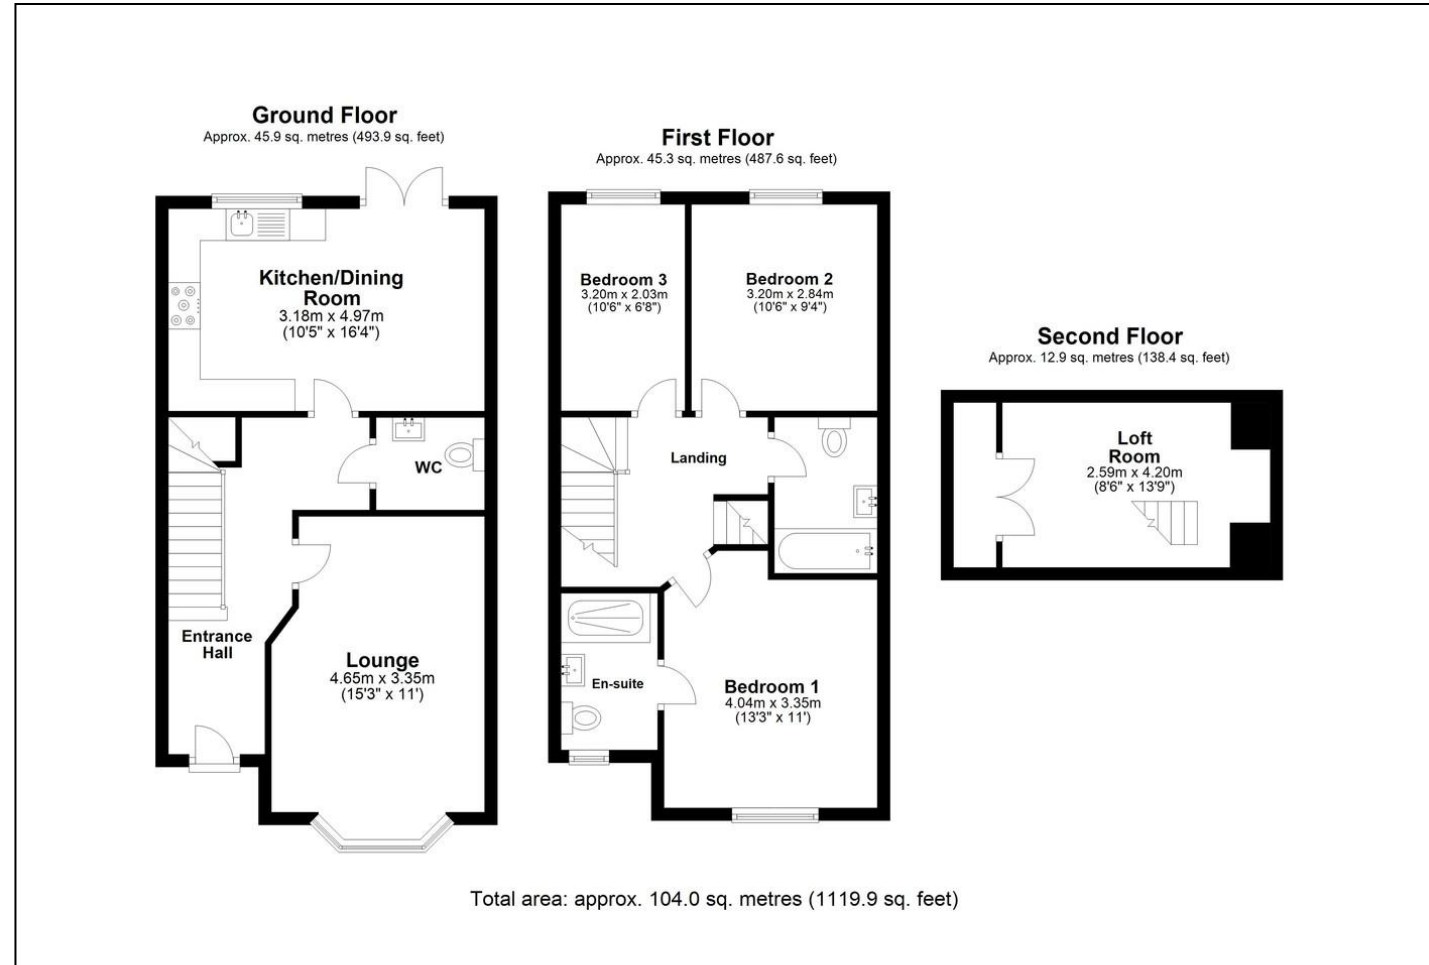 Ground Floor
Approx. 45.9 sq. metres (493.9 sq. feet)
Kitchen/Dining
Room
3.18m x 4.97m
(10'5" x 16'4")
WC
Entrance
Hall
Lounge
4.65m x 3.35m
(15'3" x 11')
First Floor
Approx. 45.3 sq. metres (487.6 sq. feet)
Bedroom 3
3.20m x 2.03m
(10'6" x 6'8")
Bedroom 2
3.20m x 2.84m
(10'6" x 9'4")
Landing
En-suite
Bedroom 1
4.04m x 3.35m
(13'3" x 11')
Second Floor
Approx. 12.9 sq. metres (138.4 sq. feet)
Loft
Room
2.59m x 4.20m
(8'6" x 13'9")
Total area: approx. 104.0 sq. metres (1119.9 sq. feet)